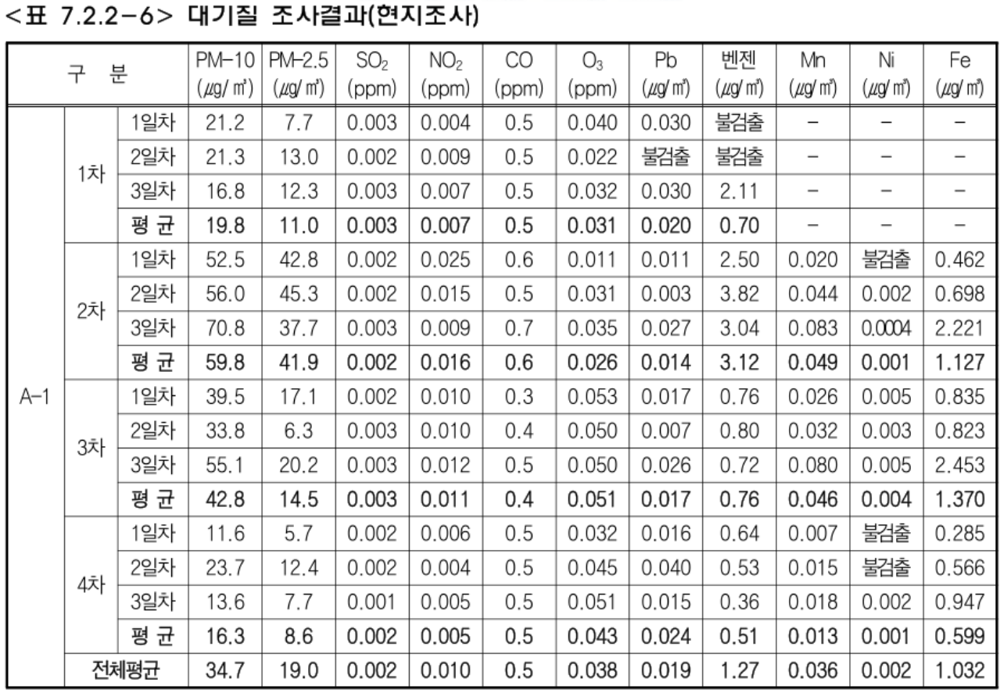 <표 7.2.2-6> 대기질 조사결과(현지조사)
구 분 PM-10 (㎍/㎥) PM-2.5 (㎍/㎥) SO₂ (ppm) NO₂ (ppm) CO (ppm) O₃ (ppm) Pb (㎍/㎥) 벤젠 (㎍/㎥) Mn (㎍/㎥) Ni (㎍/㎥) Fe (㎍/㎥)
A-1
1차
1일차 21.2 7.7 0.003 0.004 0.5 0.040 0.030 불검출 - - -
2일차 21.3 13.0 0.002 0.009 0.5 0.022 불검출 불검출 - - -
3일차 16.8 12.3 0.003 0.007 0.5 0.032 0.030 2.11 - - -
평 균 19.8 11.0 0.003 0.007 0.5 0.031 0.020 0.70 - - -
2차
1일차 52.5 42.8 0.002 0.025 0.6 0.011 0.011 2.50 0.020 불검출 0.462
2일차 56.0 45.3 0.002 0.015 0.5 0.031 0.003 3.82 0.044 0.002 0.698
3일차 70.8 37.7 0.003 0.009 0.7 0.035 0.027 3.04 0.083 0.0004 2.221
평 균 59.8 41.9 0.002 0.016 0.6 0.026 0.014 3.12 0.049 0.001 1.127
3차
1일차 39.5 17.1 0.002 0.010 0.3 0.053 0.017 0.76 0.026 0.005 0.835
2일차 33.8 6.3 0.003 0.010 0.4 0.050 0.007 0.80 0.032 0.003 0.823
3일차 55.1 20.2 0.003 0.012 0.5 0.050 0.026 0.72 0.080 0.005 2.453
평 균 42.8 14.5 0.003 0.011 0.4 0.051 0.017 0.76 0.046 0.004 1.370
4차
1일차 11.6 5.7 0.002 0.006 0.5 0.032 0.016 0.64 0.007 불검출 0.285
2일차 23.7 12.4 0.002 0.004 0.5 0.045 0.040 0.53 0.015 불검출 0.566
3일차 13.6 7.7 0.001 0.005 0.5 0.051 0.015 0.36 0.018 0.002 0.947
평 균 16.3 8.6 0.002 0.005 0.5 0.043 0.024 0.51 0.013 0.001 0.599
전체평균 34.7 19.0 0.002 0.010 0.5 0.038 0.019 1.27 0.036 0.002 1.032